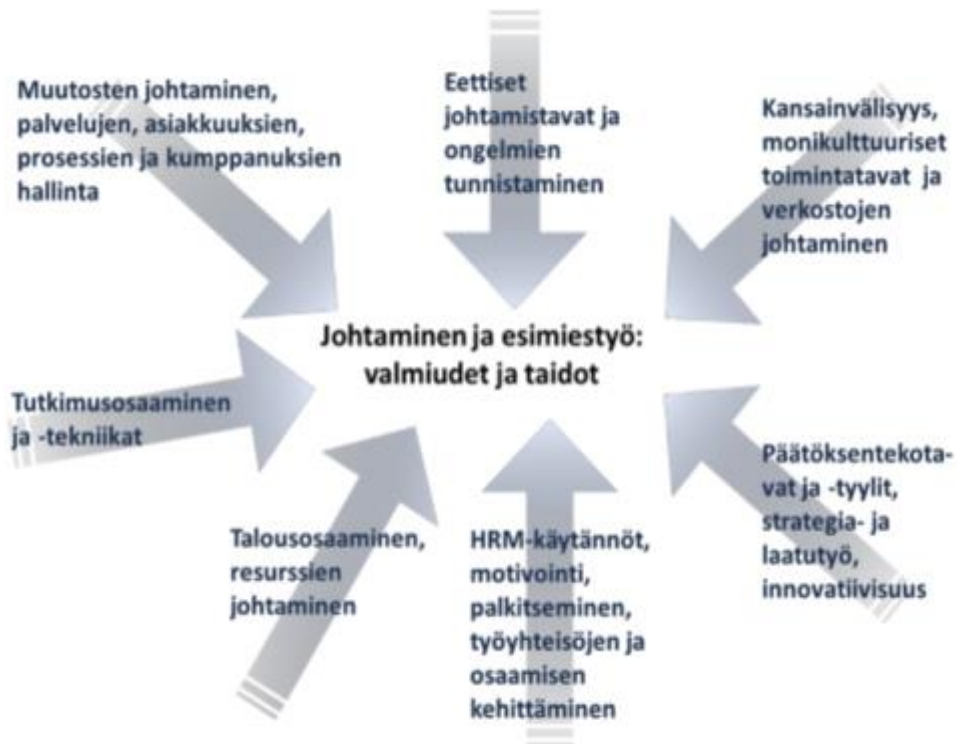 Muutosten johtaminen,
palvelujen, asiakkuuksien,
prosessien ja kumppanuksien
hallinta
Eettiset
johtamistavat ja
ongelmien
tunnistaminen
Kansainvälisyys,
monikulttuuriset
toimintatavat ja
verkostojen
johtaminen
Johtaminen ja esimiestyö:
valmiudet ja taidot
Tutkimusosaaminen
ja -tekniikat
Talousosaaminen,
resurssien
johtaminen
HRM-käytännöt,
motivointi,
palkitseminen,
työyhteisöjen ja
osaamisen
kehittäminen
Päätöksentekota-
vat ja -tyylit,
strategia- ja
laatutyö,
innovatiivisuus